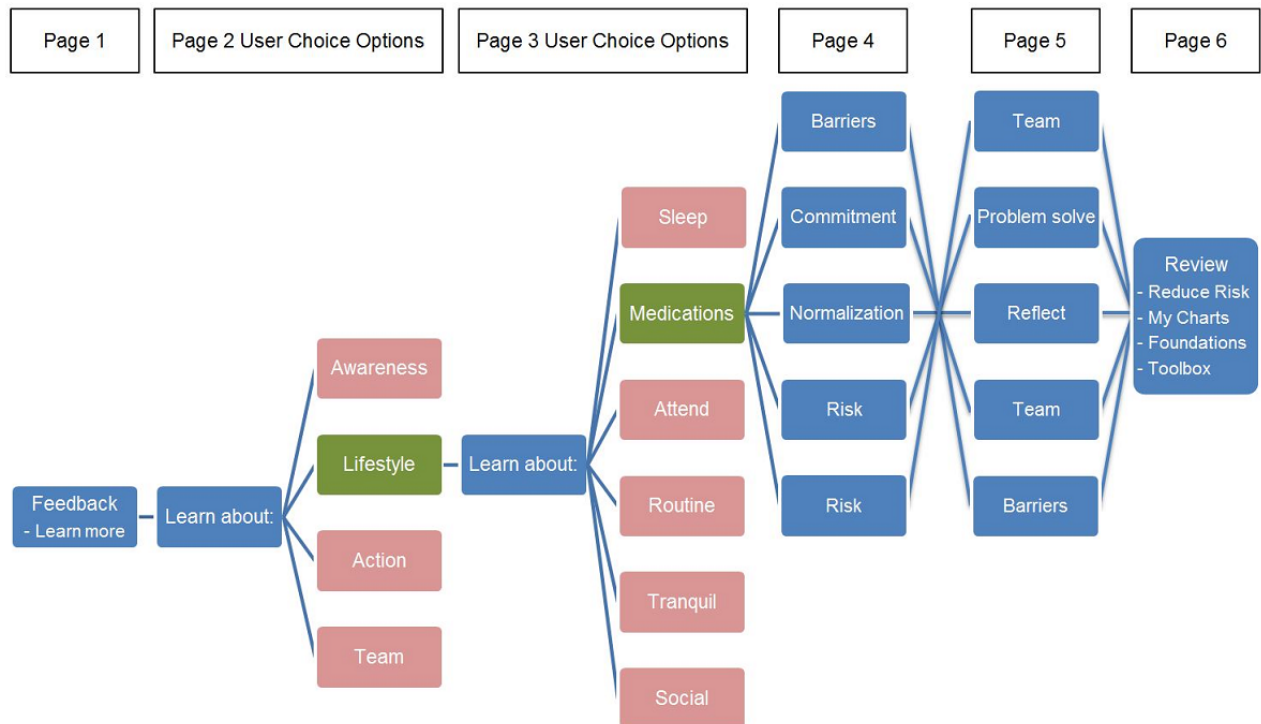 Page 1
Page 2 User Choice Options
Page 3 User Choice Options
Page 4
Page 5
Page 6
Feedback
- Learn more
Learn about:
Awareness
Lifestyle
Action
Team
Learn about:
Sleep
Medications
Attend
Routine
Tranquil
Social
Barriers
Commitment
Normalization
Risk
Risk
Team
Problem solve
Reflect
Team
Barriers
Review
- Reduce Risk
- My Charts
- Foundations
- Toolbox